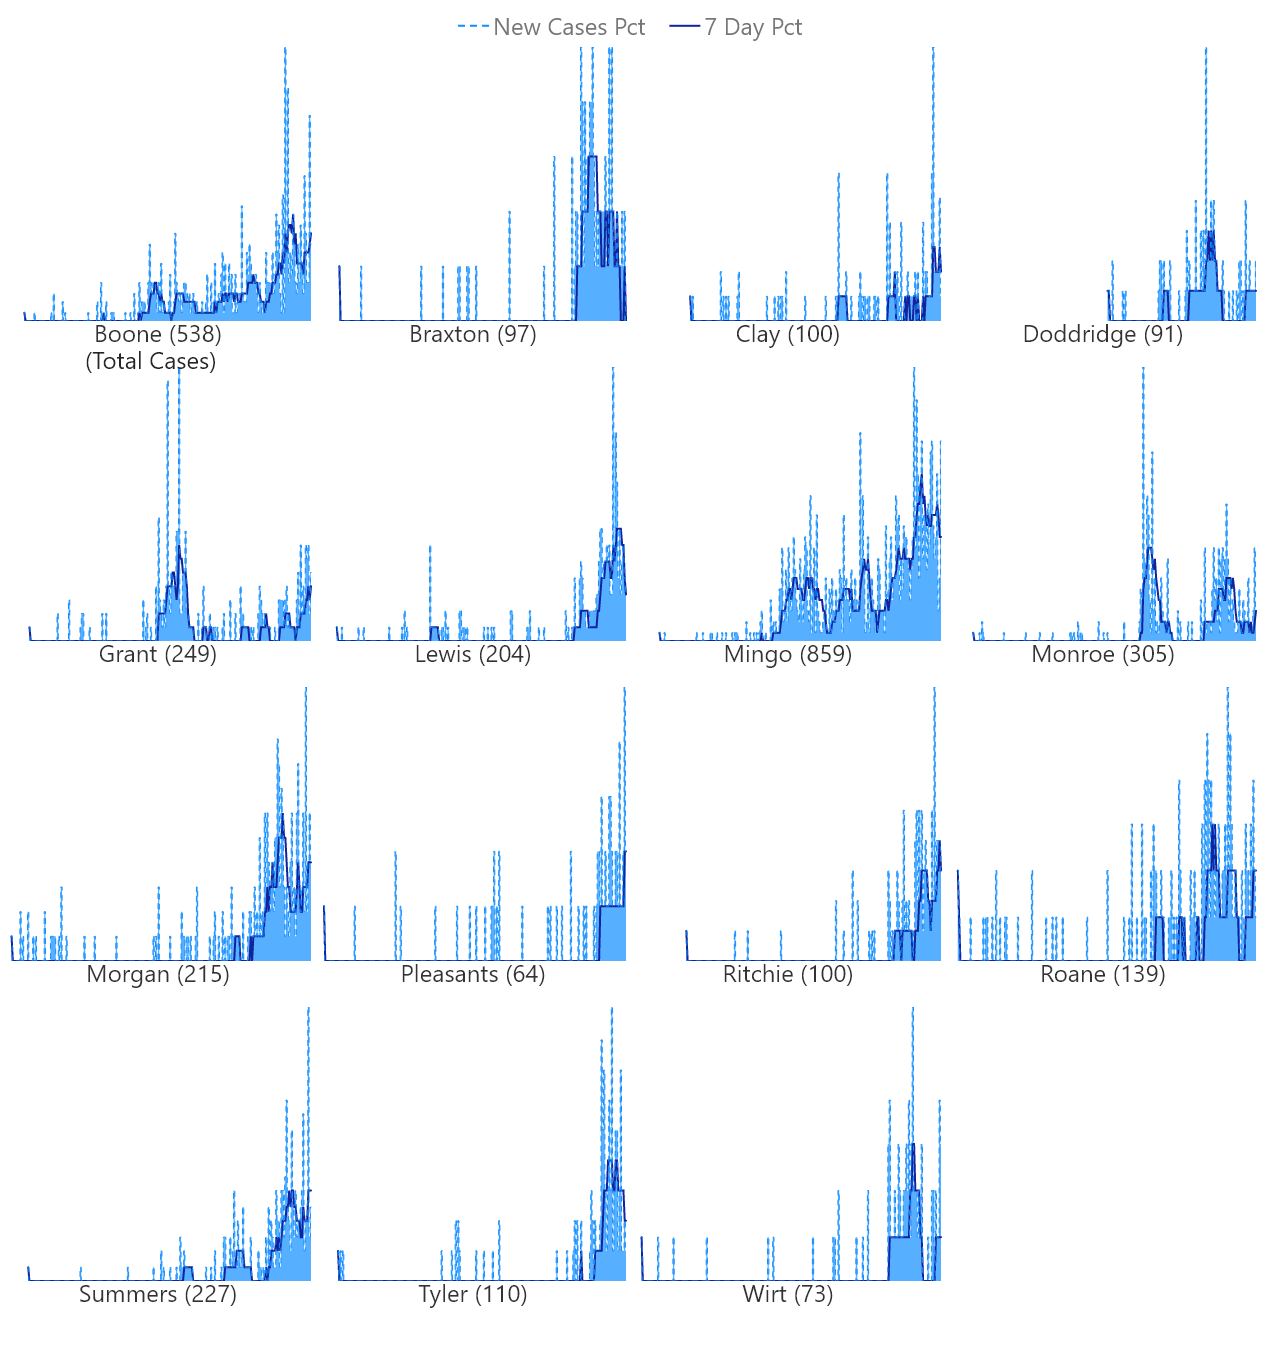 New Cases Pct 7 Day Pct
Boone (538) Braxton (97) Clay (100) Doddridge (91)
(Total Cases)
Grant (249) Lewis (204) Mingo (859) Monroe (305)
Morgan (215) Pleasants (64) Ritchie (100) Roane (139)
Summers (227) Tyler (110) Wirt (73)